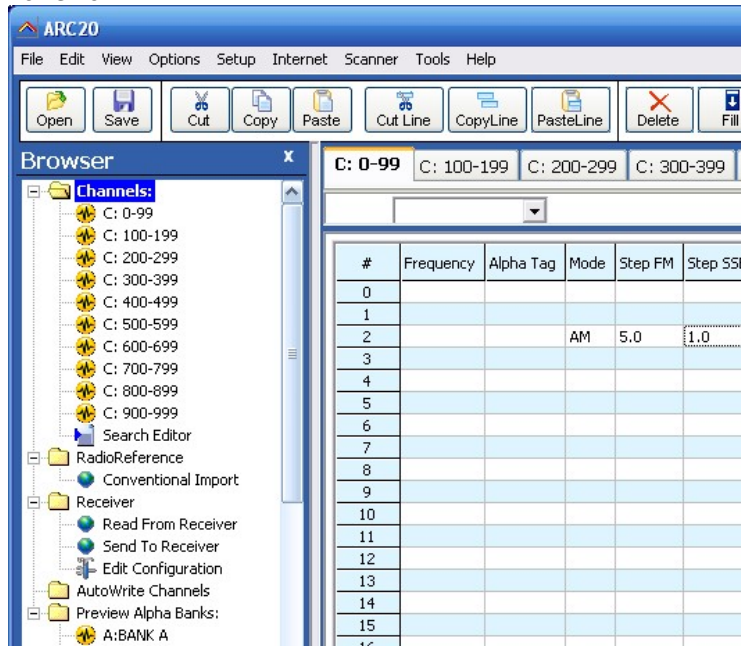 ARC20
File Edit View Options Setup Internet Scanner Tools Help
Open Save Cut Copy Paste Cut Line CopyLine PasteLine Delete Fill
Browser x
C: 0-99 C: 100-199 C: 200-299 C: 300-399
Channels:
C: 0-99
C: 100-199
C: 200-299
C: 300-399
C: 400-499
C: 500-599
C: 600-699
C: 700-799
C: 800-899
C: 900-999
Search Editor
RadioReference
Conventional Import
Receiver
Read From Receiver
Send To Receiver
Edit Configuration
AutoWrite Channels
Preview Alpha Banks:
A:BANK A
# Frequency Alpha Tag Mode Step FM Step SS
0
1
2 AM 5.0 1.0
3
4
5
6
7
8
9
10
11
12
13
14
15